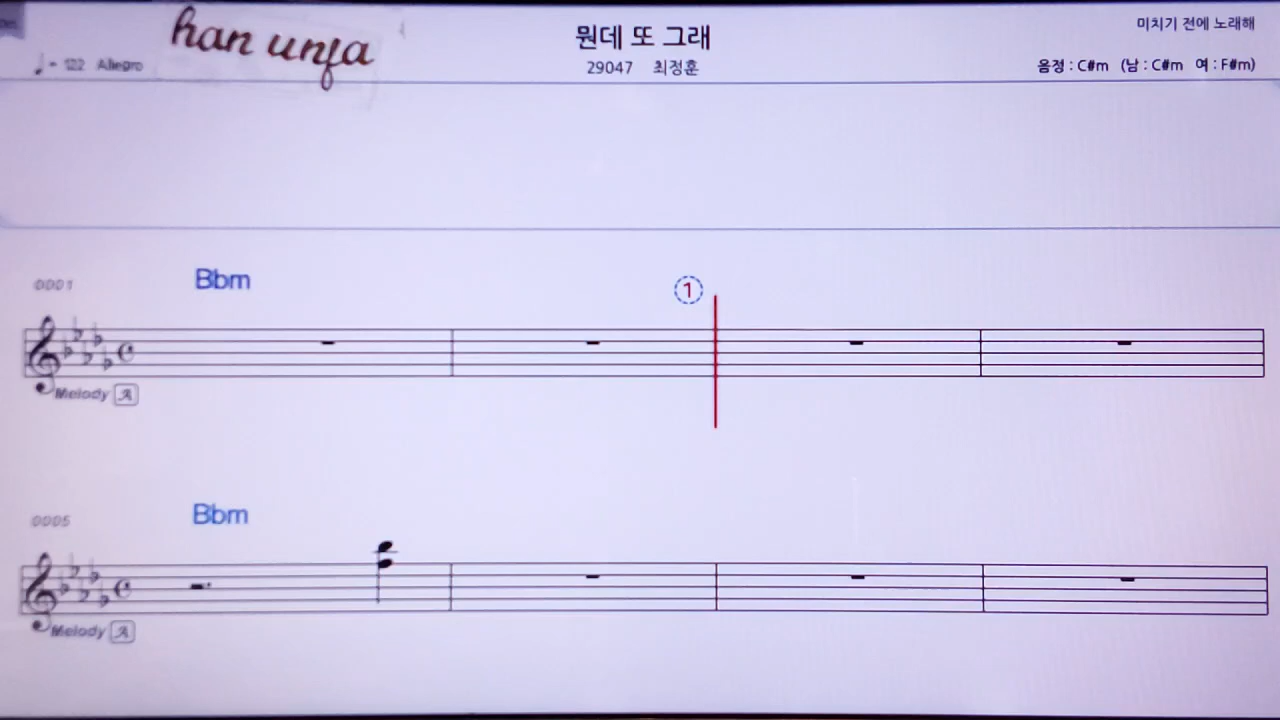 han unfa
뭔데 또 그래
미치기 전에 노래해
♩= 122 Allegro
29047 최정훈
음정 : C#m (남 : C#m 여 : F#m)
0001 Bbm
1
Melody A
0005 Bbm
Melody A